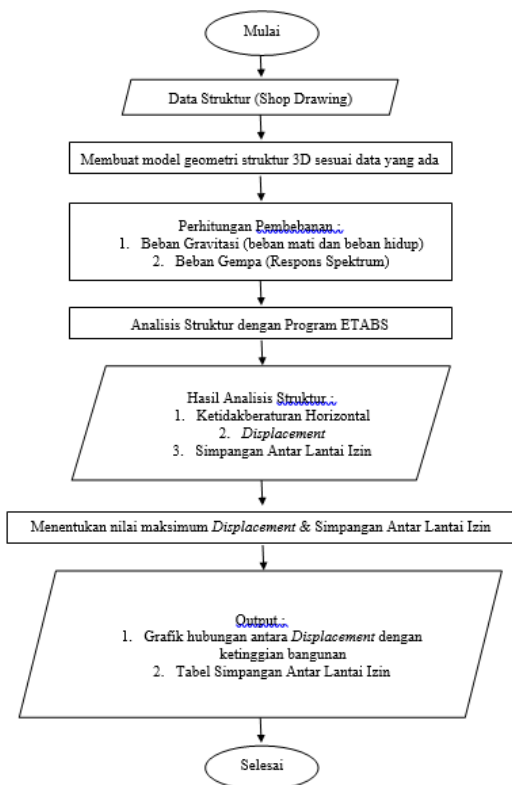 Mulai
Data Struktur (Shop Drawing)
Membuat model geometri struktur 3D sesuai data yang ada
Perhitungan Pembebanan :
1. Beban Gravitasi (beban mati dan beban hidup)
2. Beban Gempa (Respons Spektrum)
Analisis Struktur dengan Program ETABS
Hasil Analisis Struktur :
1. Ketidakberaturan Horizontal
2. Displacement
3. Simpangan Antar Lantai Izin
Menentukan nilai maksimum Displacement & Simpangan Antar Lantai Izin
Output :
1. Grafik hubungan antara Displacement dengan
ketinggian bangunan
2. Tabel Simpangan Antar Lantai Izin
Selesai